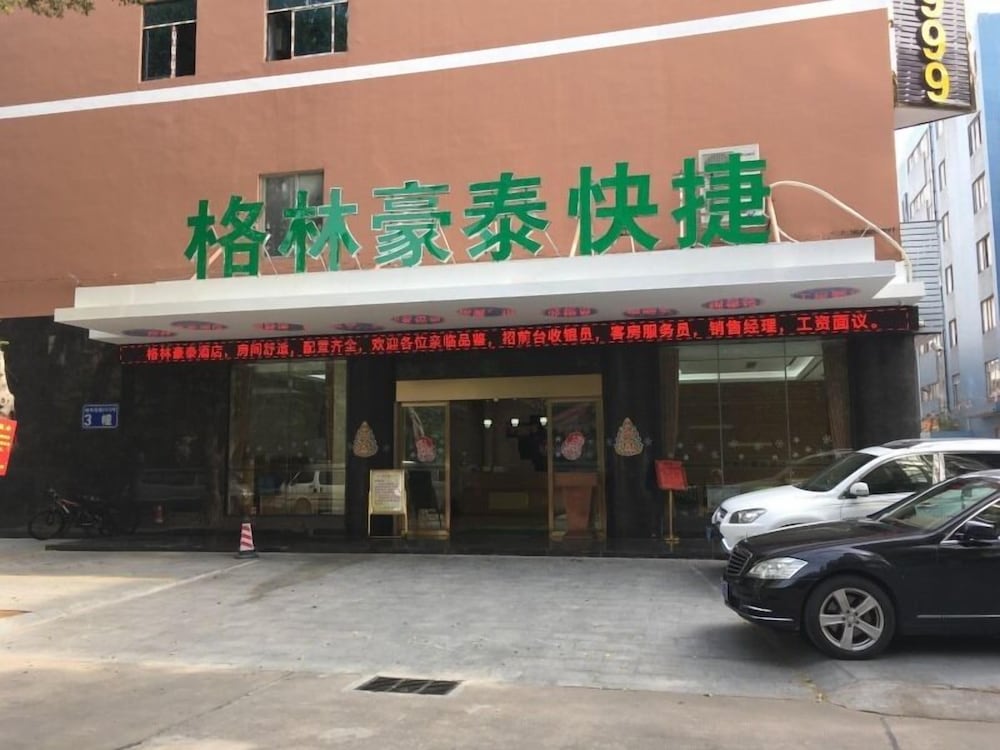 999
格林豪泰快捷
格林豪泰酒店，房间舒适，配置齐全，欢迎各位亲临品鉴，招前台收银员，客房服务员，销售经理，工资面议。
3 幢